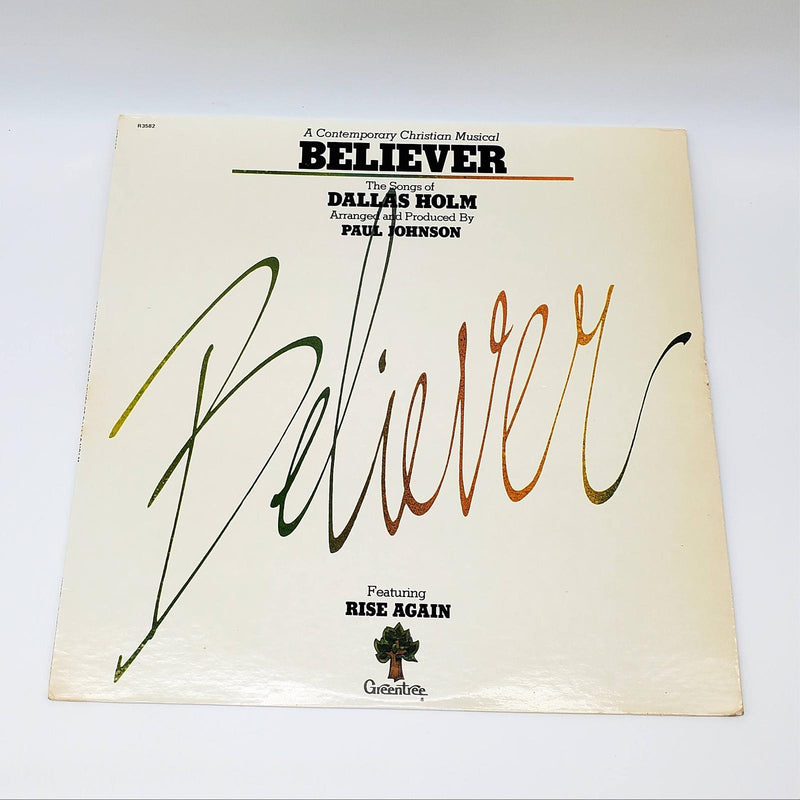 R3582
A Contemporary Christian Musical
BELIEVER
The Songs of
DALLAS HOLM
Arranged and Produced By
PAUL JOHNSON
Believer
Featuring
RISE AGAIN
Greentree